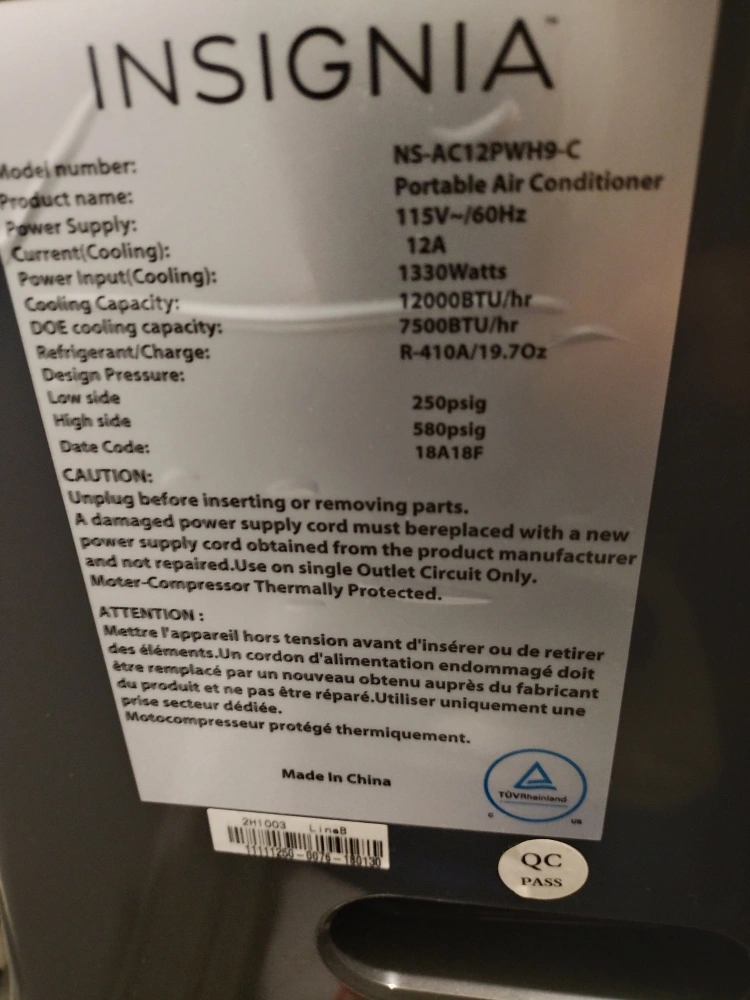 INSIGNIA™
Model number: NS-AC12PWH9-C
Product name: Portable Air Conditioner
Power Supply: 115V~/60Hz
Current(Cooling): 12A
Power Input(Cooling): 1330Watts
Cooling Capacity: 12000BTU/hr
DOE cooling capacity: 7500BTU/hr
Refrigerant/Charge: R-410A/19.7Oz
Design Pressure:
Low side 250psig
High side 580psig
Date Code: 18A18F
CAUTION:
Unplug before inserting or removing parts.
A damaged power supply cord must bereplaced with a new
power supply cord obtained from the product manufacturer
and not repaired.Use on single Outlet Circuit Only.
Moter-Compressor Thermally Protected.
ATTENTION :
Mettre l'appareil hors tension avant d'insérer ou de retirer
des éléments.Un cordon d'alimentation endommagé doit
être remplacé par un nouveau obtenu auprès du fabricant
du produit et ne pas être réparé.Utiliser uniquement une
prise secteur dédiée.
Motocompresseur protégé thermiquement.
Made In China
TÜVRheinland
C US
2H1003 LineB
11111250-0076-180130
QC
PASS